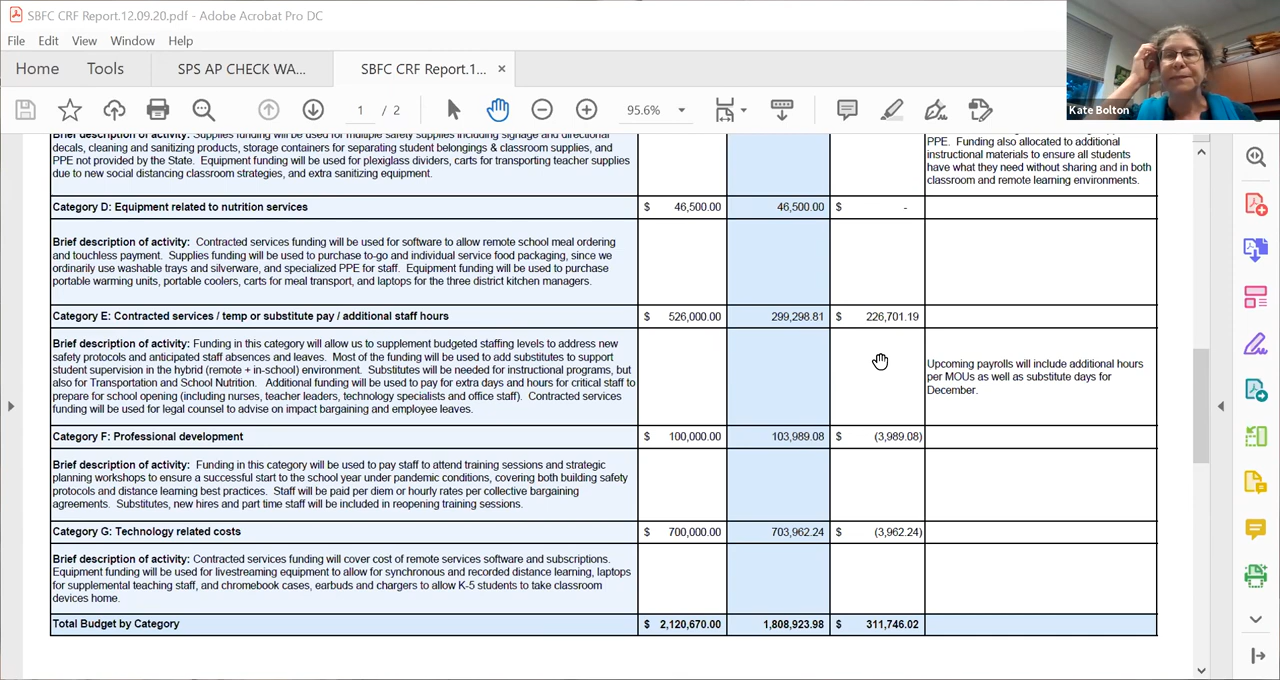 SBFC CRF Report.12.09.20.pdf - Adobe Acrobat Pro DC
File Edit View Window Help
Home Tools SPS AP CHECK WA... SBFC CRF Report.1... ×
1 / 2 95.6%
Kate Bolton
Brief description of activity: Supplies funding will be used for multiple safety supplies including signage and directional
decals, cleaning and sanitizing products, storage containers for separating student belongings & classroom supplies, and
PPE not provided by the State. Equipment funding will be used for plexiglass dividers, carts for transporting teacher supplies
due to new social distancing classroom strategies, and extra sanitizing equipment.
PPE. Funding also allocated to additional
instructional materials to ensure all students
have what they need without sharing and in both
classroom and remote learning environments.
Category D: Equipment related to nutrition services $ 46,500.00 46,500.00 $ -
Brief description of activity: Contracted services funding will be used for software to allow remote school meal ordering
and touchless payment. Supplies funding will be used to purchase to-go and individual service food packaging, since we
ordinarily use washable trays and silverware, and specialized PPE for staff. Equipment funding will be used to purchase
portable warming units, portable coolers, carts for meal transport, and laptops for the three district kitchen managers.
Category E: Contracted services / temp or substitute pay / additional staff hours $ 526,000.00 299,298.81 $ 226,701.19
Brief description of activity: Funding in this category will allow us to supplement budgeted staffing levels to address new
safety protocols and anticipated staff absences and leaves. Most of the funding will be used to add substitutes to support
student supervision in the hybrid (remote + in-school) environment. Substitutes will be needed for instructional programs, but
also for Transportation and School Nutrition. Additional funding will be used to pay for extra days and hours for critical staff to
prepare for school opening (including nurses, teacher leaders, technology specialists and office staff). Contracted services
funding will be used for legal counsel to advise on impact bargaining and employee leaves.
Upcoming payrolls will include additional hours
per MOUs as well as substitute days for
December.
Category F: Professional development $ 100,000.00 103,989.08 $ (3,989.08)
Brief description of activity: Funding in this category will be used to pay staff to attend training sessions and strategic
planning workshops to ensure a successful start to the school year under pandemic conditions, covering both building safety
protocols and distance learning best practices. Staff will be paid per diem or hourly rates per collective bargaining
agreements. Substitutes, new hires and part time staff will be included in reopening training sessions.
Category G: Technology related costs $ 700,000.00 703,962.24 $ (3,962.24)
Brief description of activity: Contracted services funding will cover cost of remote services software and subscriptions.
Equipment funding will be used for livestreaming equipment to allow for synchronous and recorded distance learning, laptops
for supplemental teaching staff, and chromebook cases, earbuds and chargers to allow K-5 students to take classroom
devices home.
Total Budget by Category $ 2,120,670.00 1,808,923.98 $ 311,746.02